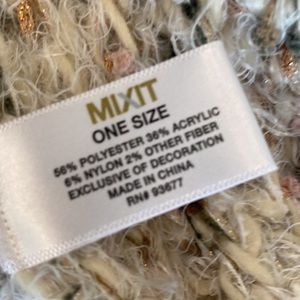 MIXIT
ONE SIZE
56% POLYESTER 36% ACRYLIC
6% NYLON 2% OTHER FIBER
EXCLUSIVE OF DECORATION
MADE IN CHINA
RN# 93677